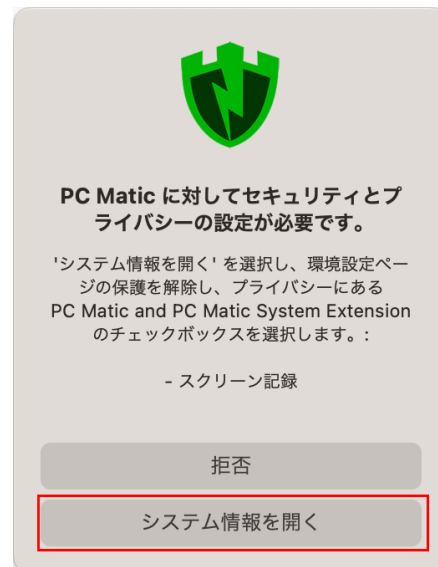 PC Matic に対してセキュリティとプ
ライバシーの設定が必要です。
'システム情報を開く' を選択し、環境設定ペー
ジの保護を解除し、プライバシーにある
PC Matic and PC Matic System Extension
のチェックボックスを選択します。:
- スクリーン記録
拒否
システム情報を開く